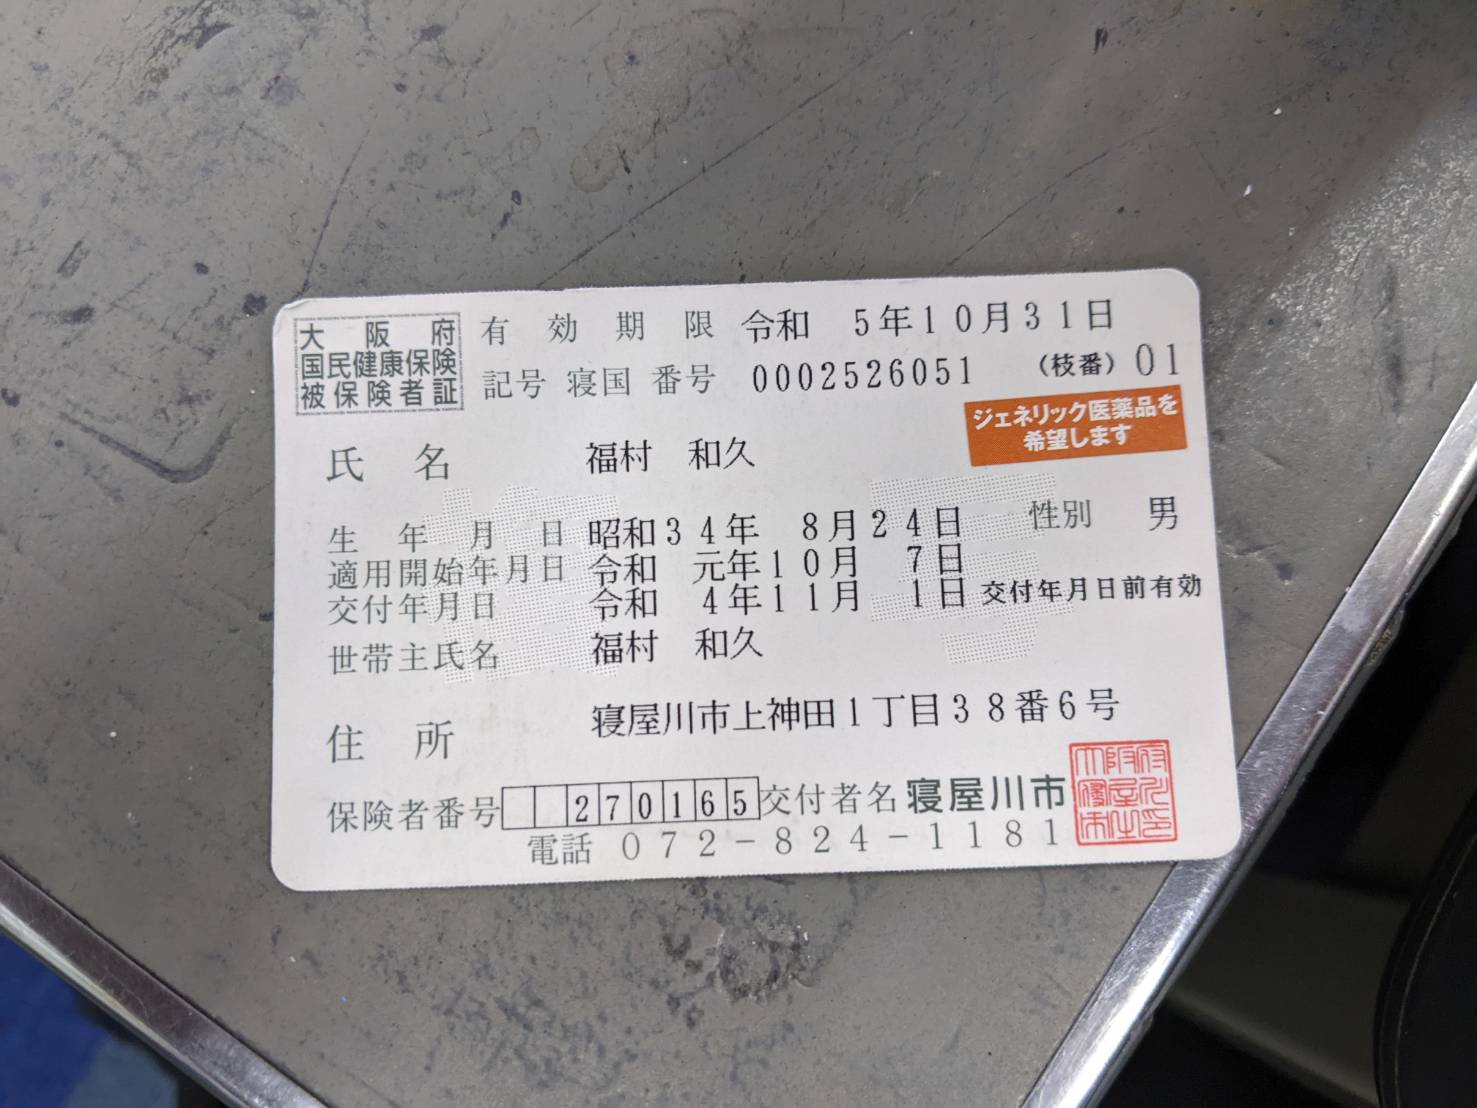 大阪府
国民健康保険
被保険者証
有効期限 令和 5年10月31日
記号 寝国 番号 0002526051 (枝番) 01
ジェネリック医薬品を
希望します
氏名 福村 和久
生年月日 昭和34年 8月24日 性別 男
適用開始年月日 令和 元年10月 7日
交付年月日 令和 4年11月 1日 交付年月日前有効
世帯主氏名 福村 和久
住所 寝屋川市上神田1丁目38番6号
保険者番号 270165 交付者名 寝屋川市
電話 072-824-1181